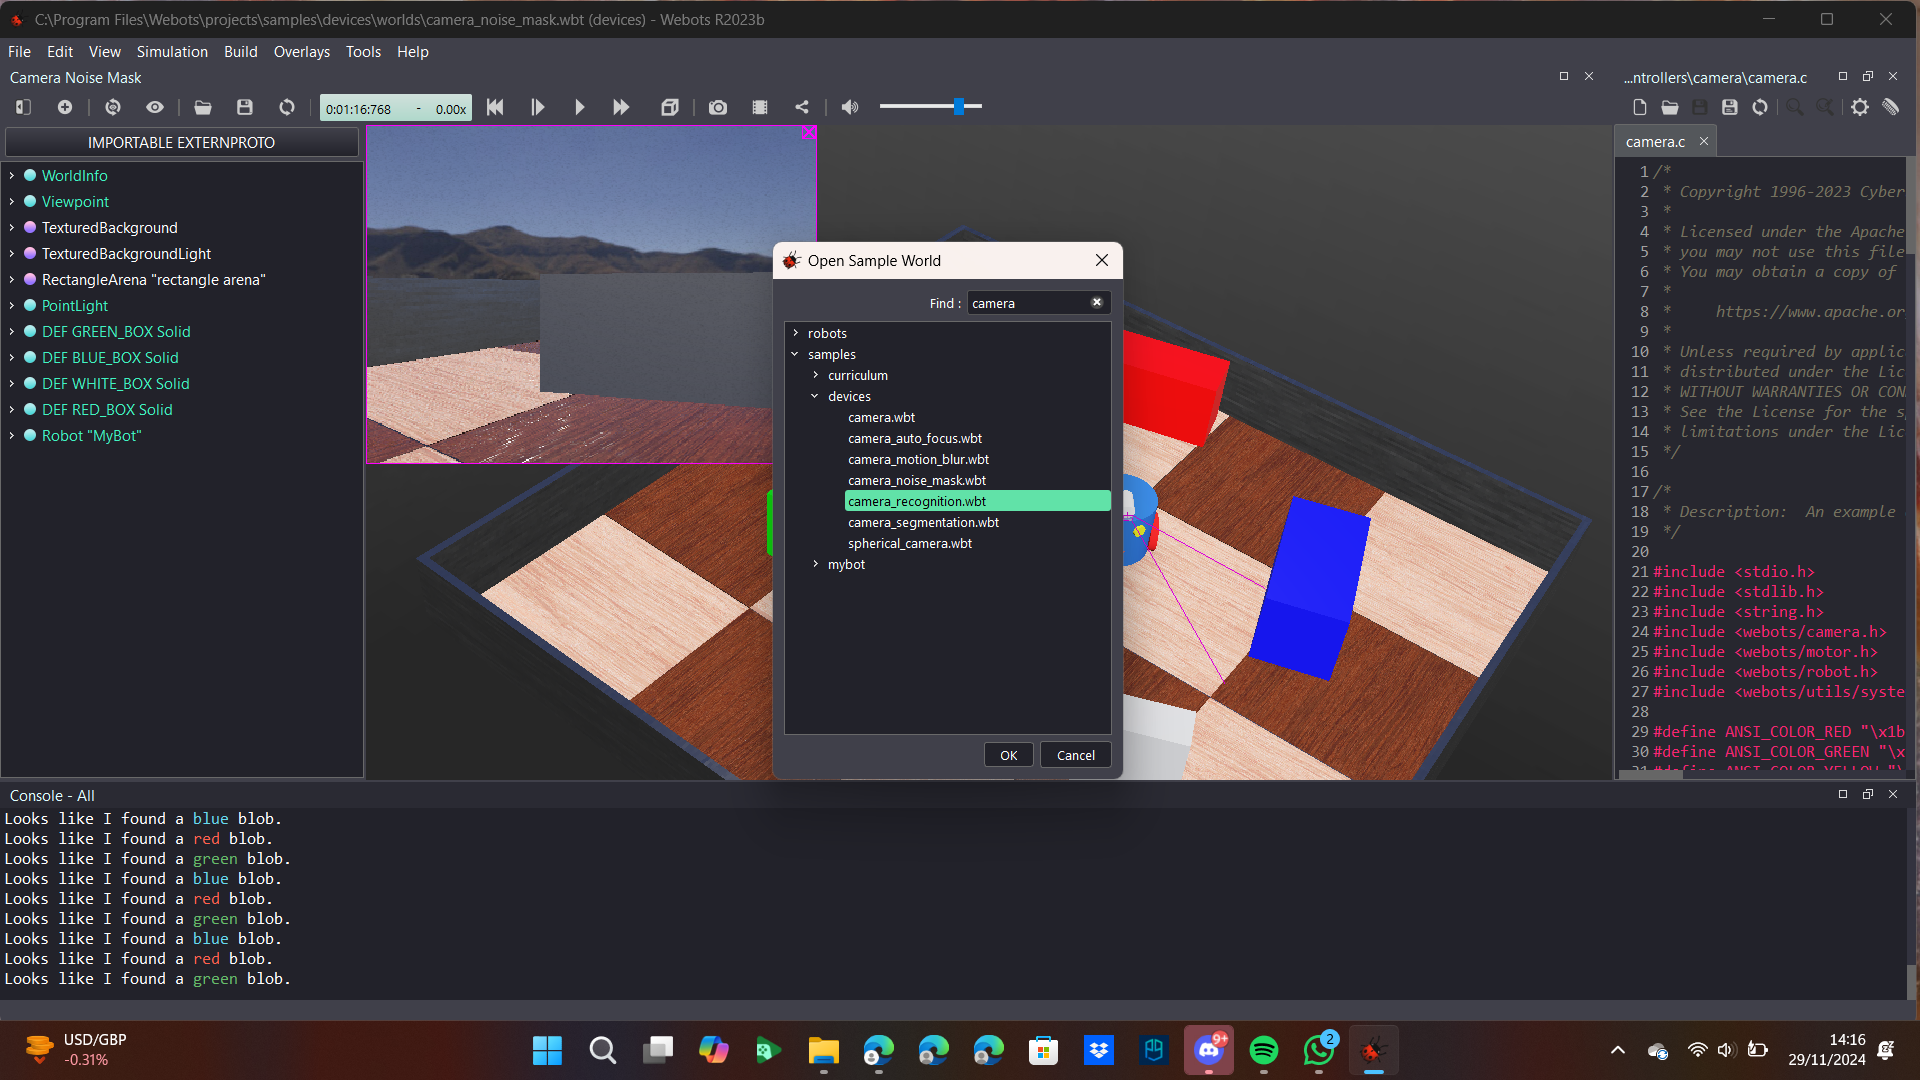 C:\Program Files\Webots\projects\samples\devices\worlds\camera_noise_mask.wbt (devices) - Webots R2023b
File Edit View Simulation Build Overlays Tools Help
Camera Noise Mask
...ntrollers\camera\camera.c
0:01:16:768 - 0.00x
IMPORTABLE EXTERNPROTO
WorldInfo
Viewpoint
TexturedBackground
TexturedBackgroundLight
RectangleArena "rectangle arena"
PointLight
DEF GREEN_BOX Solid
DEF BLUE_BOX Solid
DEF WHITE_BOX Solid
DEF RED_BOX Solid
Robot "MyBot"
Open Sample World
Find : camera
robots
samples
curriculum
devices
camera.wbt
camera_auto_focus.wbt
camera_motion_blur.wbt
camera_noise_mask.wbt
camera_recognition.wbt
camera_segmentation.wbt
spherical_camera.wbt
mybot
OK Cancel
camera.c
1 /*
2 * Copyright 1996-2023 Cyber
3 *
4 * Licensed under the Apache
5 * you may not use this file
6 * You may obtain a copy of
7 *
8 * https://www.apache.or
9 *
10 * Unless required by applic
11 * distributed under the Lic
12 * WITHOUT WARRANTIES OR CON
13 * See the License for the s
14 * limitations under the Lic
15 */
16
17 /*
18 * Description: An example
19 */
20
21 #include <stdio.h>
22 #include <stdlib.h>
23 #include <string.h>
24 #include <webots/camera.h>
25 #include <webots/motor.h>
26 #include <webots/robot.h>
27 #include <webots/utils/syste
28
29 #define ANSI_COLOR_RED "\x1b
30 #define ANSI_COLOR_GREEN "\x
31 #define ANSI_COLOR_YELLOW "\
Console - All
Looks like I found a blue blob.
Looks like I found a red blob.
Looks like I found a green blob.
Looks like I found a blue blob.
Looks like I found a red blob.
Looks like I found a green blob.
Looks like I found a blue blob.
Looks like I found a red blob.
Looks like I found a green blob.
USD/GBP
-0.31%
9+
2
14:16
29/11/2024